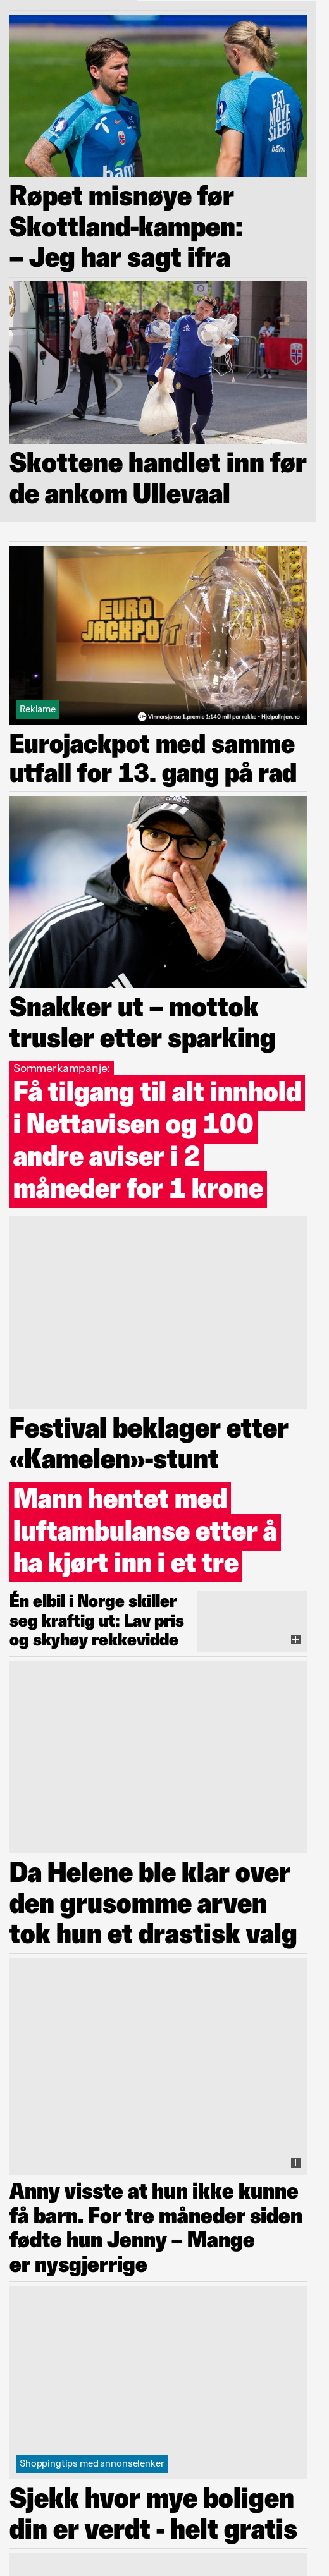 EAT
MOVE
SLEEP
bama
Røpet misnøye før
Skottland-kampen:
– Jeg har sagt ifra
Skottene handlet inn før
de ankom Ullevaal
EURO
JACKPOT
Reklame
Vinnersjanse 1.premie 1:140 mill per rekke - Hjelpelinjen.no
Eurojackpot med samme
utfall for 13. gang på rad
adidas
Snakker ut – mottok
trusler etter sparking
Sommerkampanje:
Få tilgang til alt innhold
i Nettavisen og 100
andre aviser i 2
måneder for 1 krone
Festival beklager etter
«Kamelen»-stunt
Mann hentet med
luftambulanse etter å
ha kjørt inn i et tre
Én elbil i Norge skiller
seg kraftig ut: Lav pris
og skyhøy rekkevidde
Da Helene ble klar over
den grusomme arven
tok hun et drastisk valg
Anny visste at hun ikke kunne
få barn. For tre måneder siden
fødte hun Jenny – Mange
er nysgjerrige
Shoppingtips med annonselenker
Sjekk hvor mye boligen
din er verdt - helt gratis